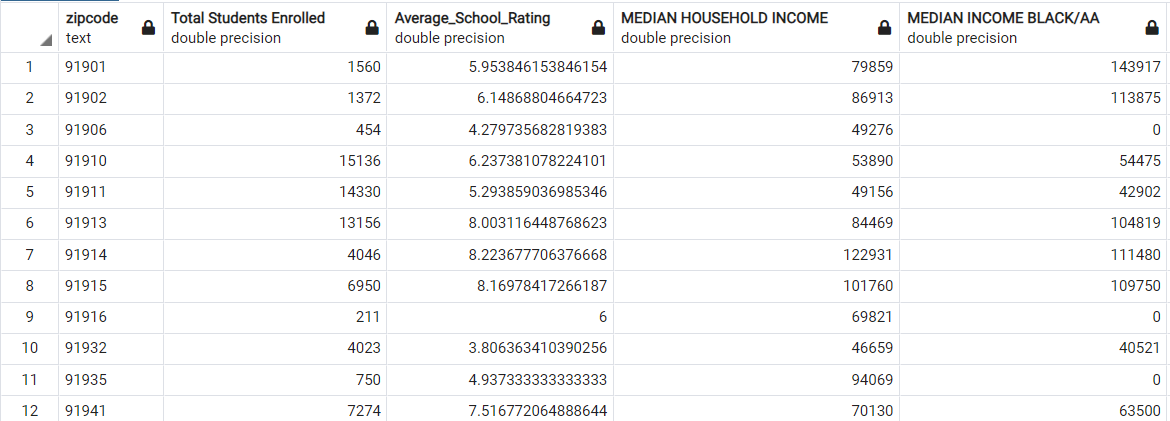 zipcode Total Students Enrolled Average_School_Rating MEDIAN HOUSEHOLD INCOME MEDIAN INCOME BLACK/AA
text double precision double precision double precision double precision
1 91901 1560 5.953846153846154 79859 143917
2 91902 1372 6.14868804664723 86913 113875
3 91906 454 4.279735682819383 49276 0
4 91910 15136 6.237381078224101 53890 54475
5 91911 14330 5.293859036985346 49156 42902
6 91913 13156 8.003116448768623 84469 104819
7 91914 4046 8.223677706376668 122931 111480
8 91915 6950 8.16978417266187 101760 109750
9 91916 211 6 69821 0
10 91932 4023 3.806363410390256 46659 40521
11 91935 750 4.937333333333333 94069 0
12 91941 7274 7.516772064888644 70130 63500